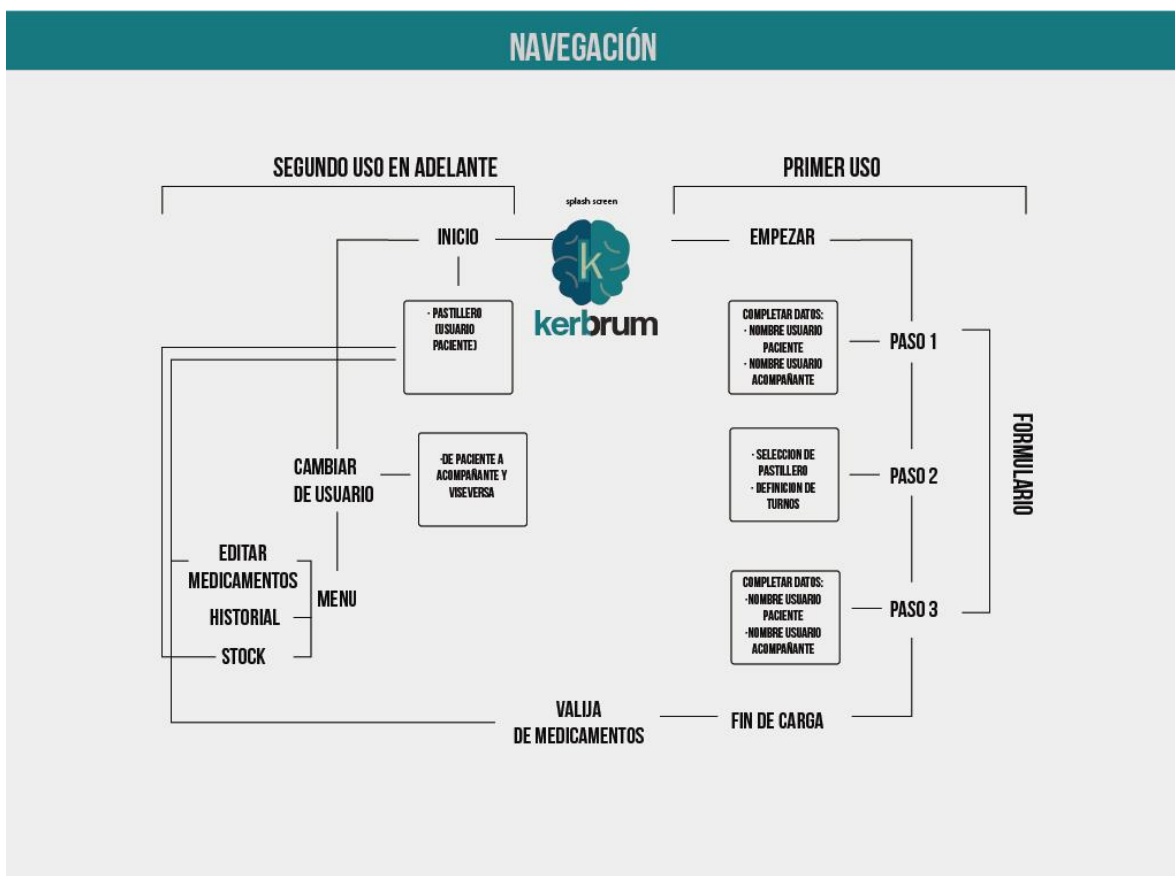 NAVEGACIÓN
SEGUNDO USO EN ADELANTE
PRIMER USO
splash screen
k
kerbrum
INICIO
· PASTILLERO
(USUARIO
PACIENTE)
CAMBIAR
DE USUARIO
·DE PACIENTE A
ACOMPAÑANTE Y
VISEVERSA
MENU
EDITAR
MEDICAMENTOS
HISTORIAL
STOCK
EMPEZAR
COMPLETAR DATOS:
· NOMBRE USUARIO
PACIENTE
· NOMBRE USUARIO
ACOMPAÑANTE
PASO 1
· SELECCION DE
PASTILLERO
· DEFINICION DE
TURNOS
PASO 2
COMPLETAR DATOS:
·NOMBRE USUARIO
PACIENTE
·NOMBRE USUARIO
ACOMPAÑANTE
PASO 3
FORMULARIO
VALIJA
DE MEDICAMENTOS
FIN DE CARGA